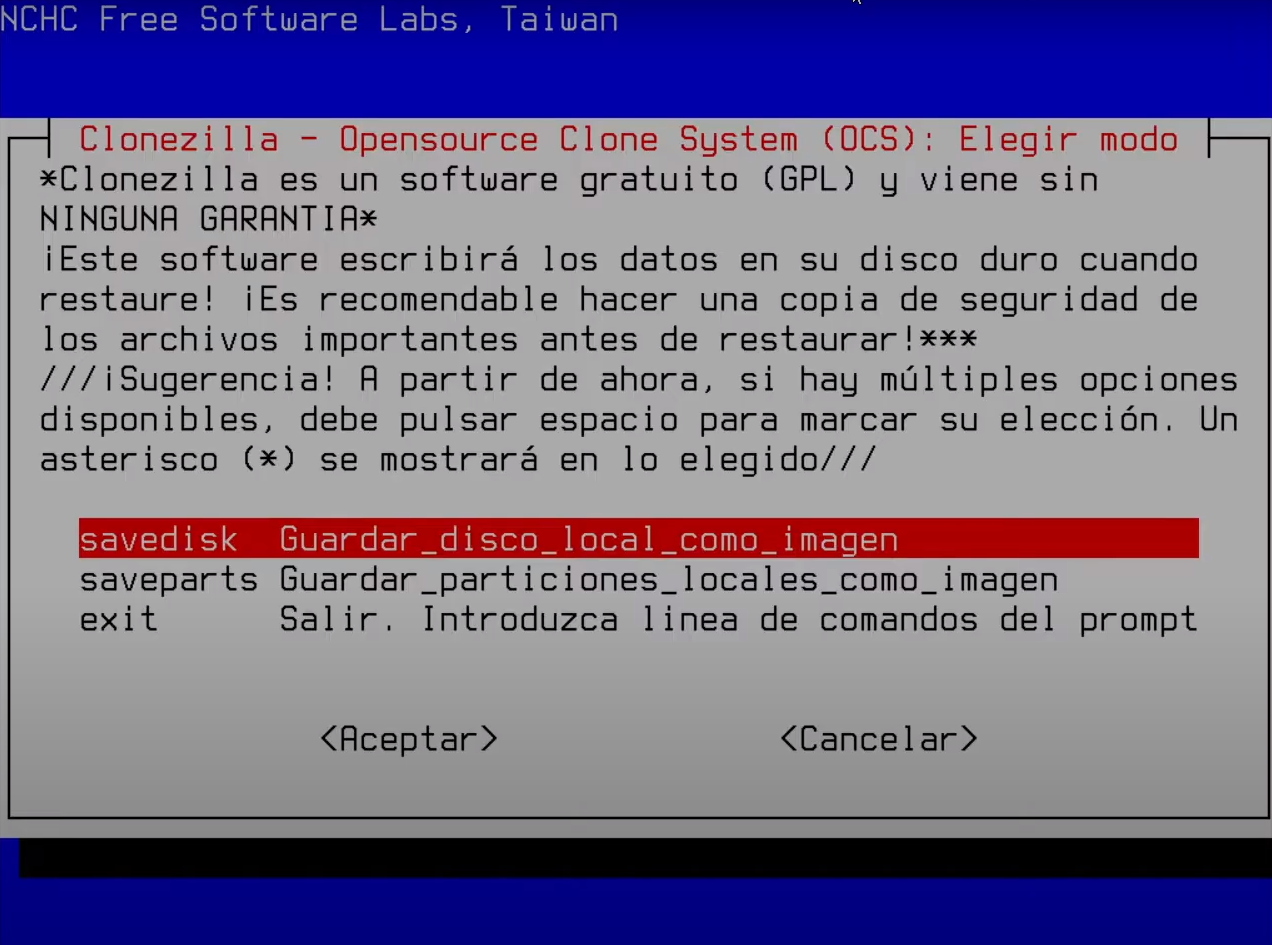 NCHC Free Software Labs, Taiwan
Clonezilla - Opensource Clone System (OCS): Elegir modo
*Clonezilla es un software gratuito (GPL) y viene sin
NINGUNA GARANTIA*
¡Este software escribirá los datos en su disco duro cuando
restaure! ¡Es recomendable hacer una copia de seguridad de
los archivos importantes antes de restaurar!***
///¡Sugerencia! A partir de ahora, si hay múltiples opciones
disponibles, debe pulsar espacio para marcar su elección. Un
asterisco (*) se mostrará en lo elegido///
savedisk Guardar_disco_local_como_imagen
saveparts Guardar_particiones_locales_como_imagen
exit Salir. Introduzca linea de comandos del prompt
<Aceptar> <Cancelar>